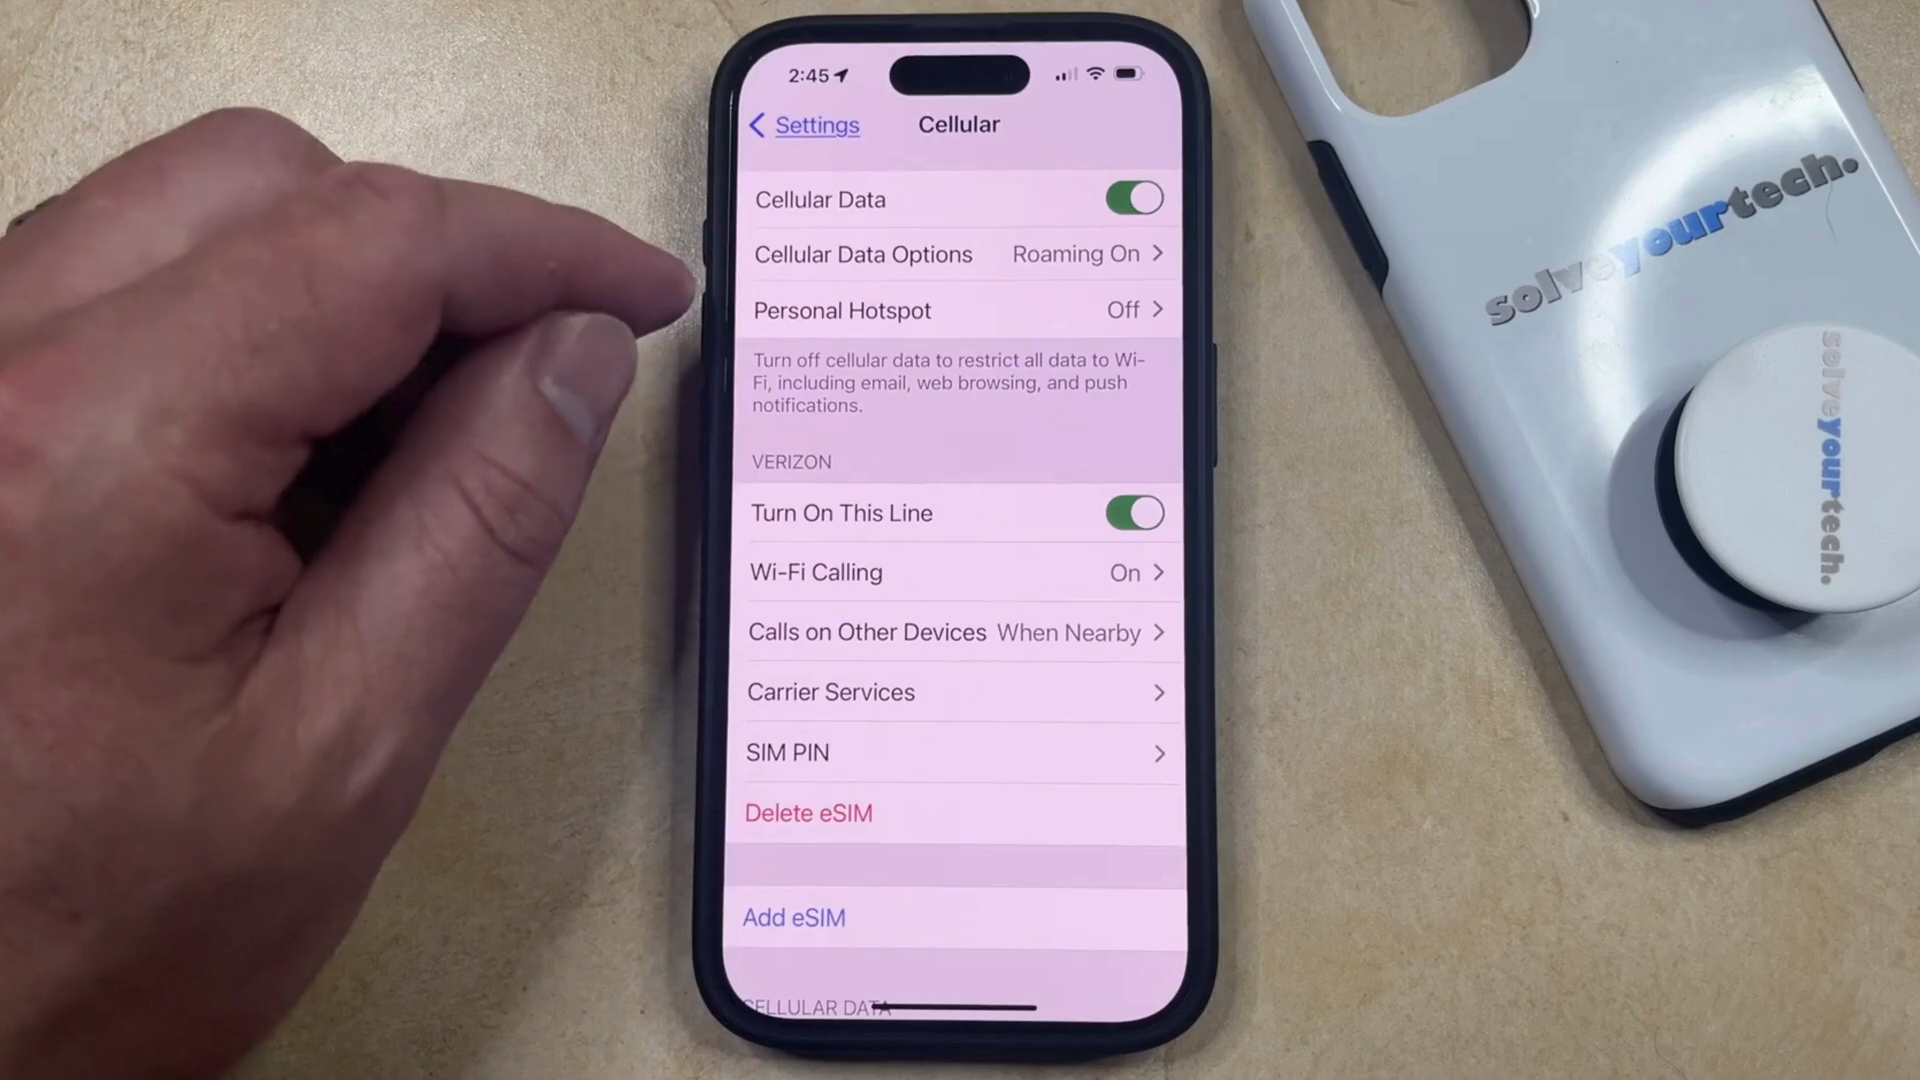 2:45
Settings
Cellular
Cellular Data
Cellular Data Options Roaming On
Personal Hotspot Off
Turn off cellular data to restrict all data to Wi-
Fi, including email, web browsing, and push
notifications.
VERIZON
Turn On This Line
Wi-Fi Calling On
Calls on Other Devices When Nearby
Carrier Services
SIM PIN
Delete eSIM
Add eSIM
CELLULAR DATA
solveyourtech.
solveyourtech.